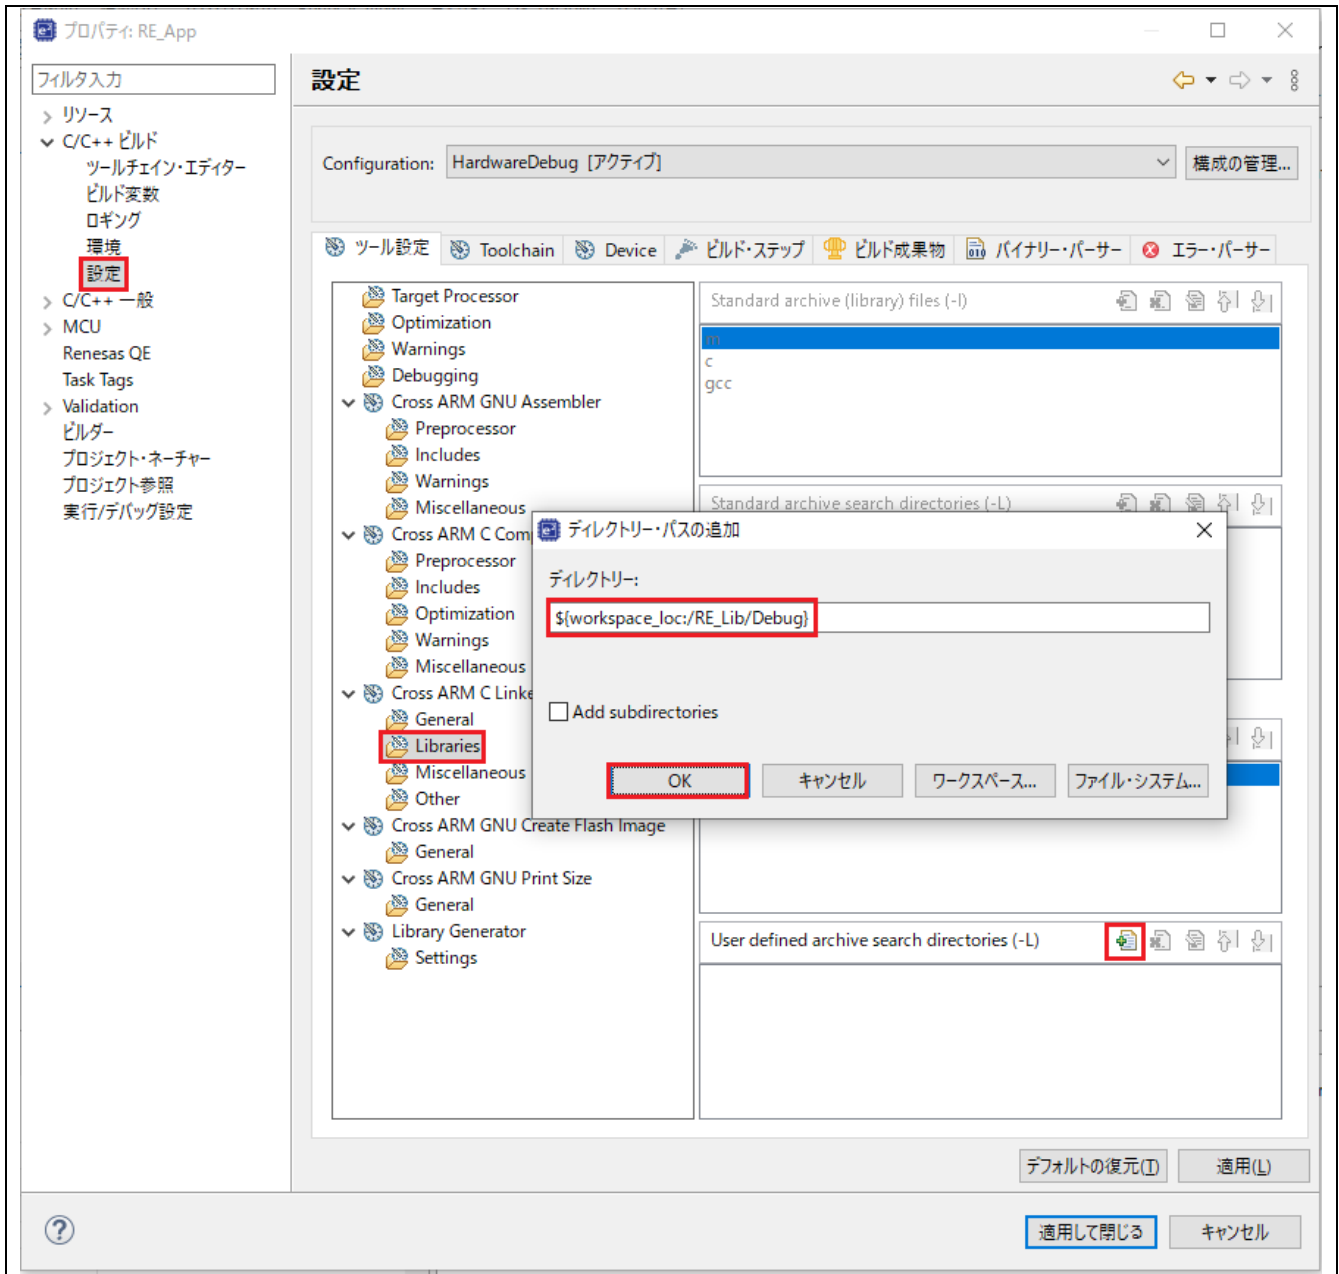 プロパティ: RE_App
フィルタ入力
リソース
C/C++ ビルド
ツールチェイン・エディター
ビルド変数
ロギング
環境
設定
C/C++ 一般
MCU
Renesas QE
Task Tags
Validation
ビルダー
プロジェクト・ネーチャー
プロジェクト参照
実行/デバッグ設定
設定
Configuration:
HardwareDebug [アクティブ]
構成の管理...
ツール設定
Toolchain
Device
ビルド・ステップ
ビルド成果物
バイナリー・パーサー
エラー・パーサー
Target Processor
Optimization
Warnings
Debugging
Cross ARM GNU Assembler
Preprocessor
Includes
Warnings
Miscellaneous
Cross ARM C Com
Preprocessor
Includes
Optimization
Warnings
Miscellaneous
Cross ARM C Linke
General
Libraries
Miscellaneous
Other
Cross ARM GNU Create Flash Image
General
Cross ARM GNU Print Size
General
Library Generator
Settings
Standard archive (library) files (-l)
m
c
gcc
Standard archive search directories (-L)
ディレクトリー・パスの追加
ディレクトリー:
${workspace_loc:/RE_Lib/Debug}
Add subdirectories
OK
キャンセル
ワークスペース...
ファイル・システム...
User defined archive search directories (-L)
デフォルトの復元(T)
適用(L)
適用して閉じる
キャンセル